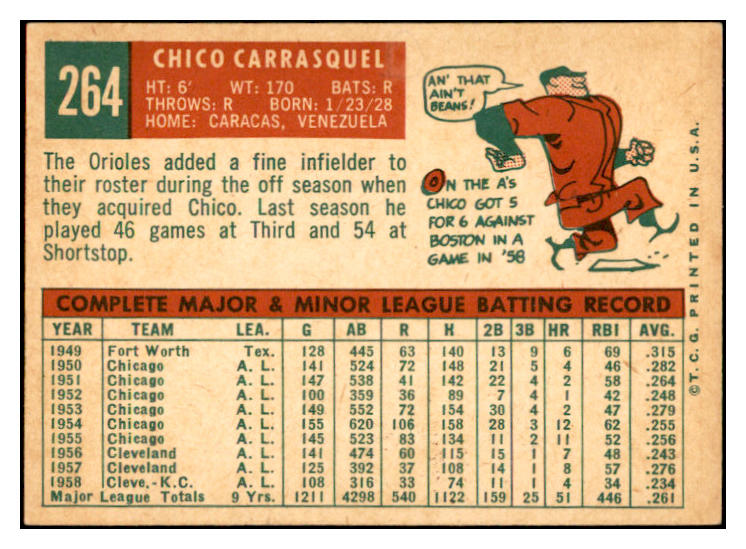 264
CHICO CARRASQUEL
HT: 6' WT: 170 BATS: R
THROWS: R BORN: 1/23/28
HOME: CARACAS, VENEZUELA
The Orioles added a fine infielder to
their roster during the off season when
they acquired Chico. Last season he
played 46 games at Third and 54 at
Shortstop.
AN' THAT
AIN'T
BEANS!
ON THE A'S
CHICO GOT 5
FOR 6 AGAINST
BOSTON IN A
GAME IN '58
COMPLETE MAJOR & MINOR LEAGUE BATTING RECORD
YEAR TEAM LEA. G AB R H 2B 3B HR RBI AVG.
1949 Fort Worth Tex. 128 445 63 140 13 9 6 69 .315
1950 Chicago A. L. 141 524 72 148 21 5 4 46 .282
1951 Chicago A. L. 147 538 41 142 22 4 2 58 .264
1952 Chicago A. L. 100 359 36 89 7 4 1 42 .248
1953 Chicago A. L. 149 552 72 154 30 4 2 47 .279
1954 Chicago A. L. 155 620 106 158 28 3 12 62 .255
1955 Chicago A. L. 145 523 83 134 11 2 11 52 .256
1956 Cleveland A. L. 141 474 60 115 15 1 7 48 .243
1957 Cleveland A. L. 125 392 37 108 14 1 8 57 .276
1958 Cleve.-K.C. A. L. 108 316 33 74 11 1 4 34 .234
Major League Totals 9 Yrs. 1211 4298 540 1122 159 25 51 446 .261
© T. C. G. PRINTED IN U.S.A.